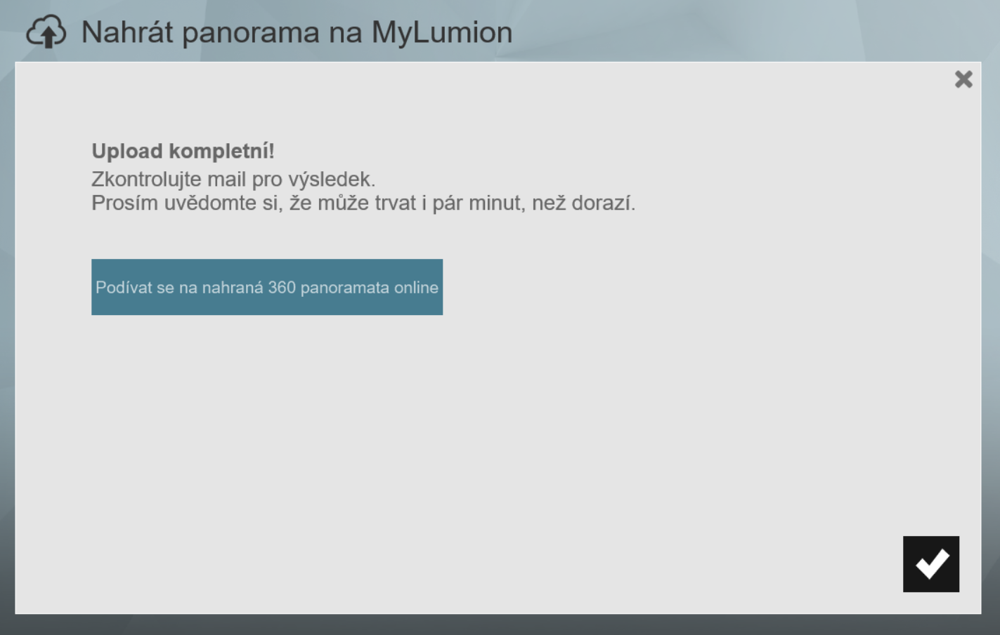 Nahrát panorama na MyLumion
Upload kompletní!
Zkontrolujte mail pro výsledek.
Prosím uvědomte si, že může trvat i pár minut, než dorazí.
Podívat se na nahraná 360 panoramata online